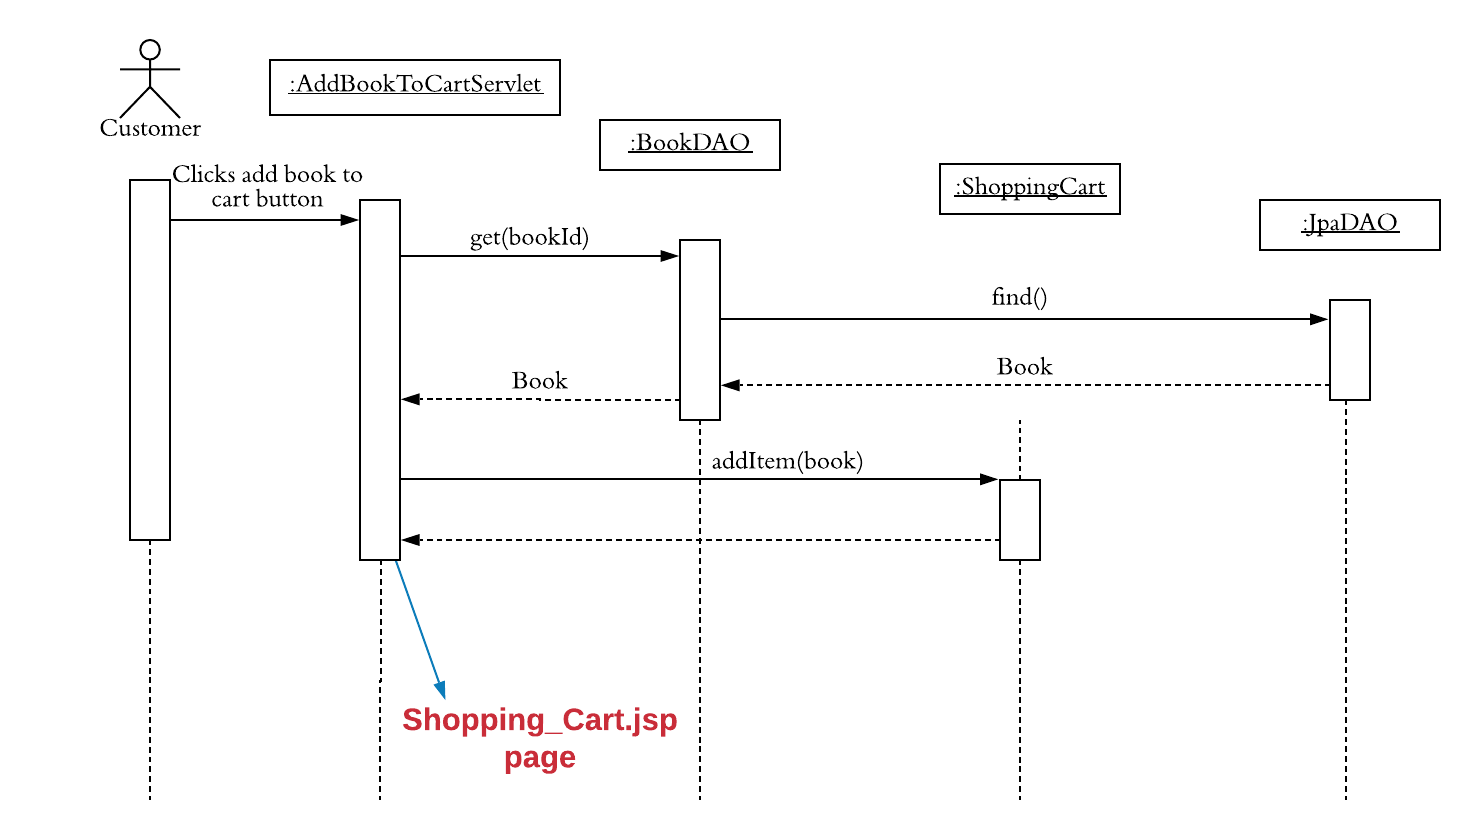 Customer
:AddBookToCartServlet
:BookDAO
:ShoppingCart
:JpaDAO
Clicks add book to
cart button
get(bookId)
find()
Book
Book
addItem(book)
Shopping_Cart.jsp
page